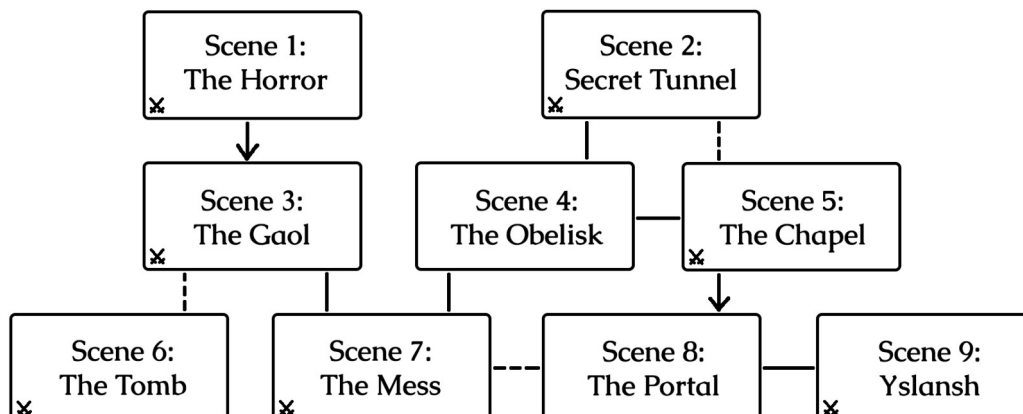 Scene 1:
The Horror
Scene 2:
Secret Tunnel
Scene 3:
The Gaol
Scene 4:
The Obelisk
Scene 5:
The Chapel
Scene 6:
The Tomb
Scene 7:
The Mess
Scene 8:
The Portal
Scene 9:
Yslansh